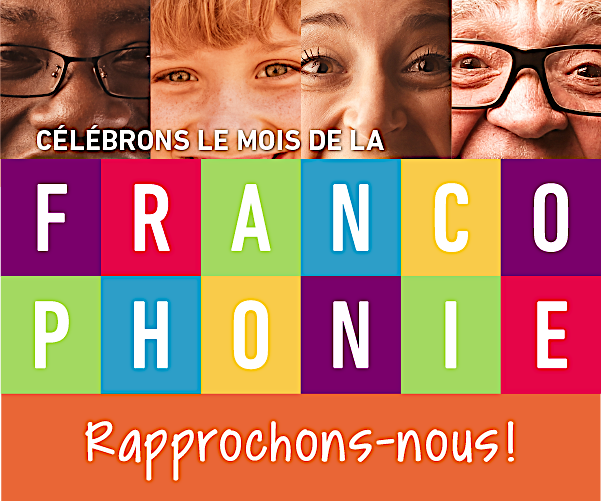 CÉLÉBRONS LE MOIS DE LA
FRANCO
PHONIE
Rapprochons-nous!